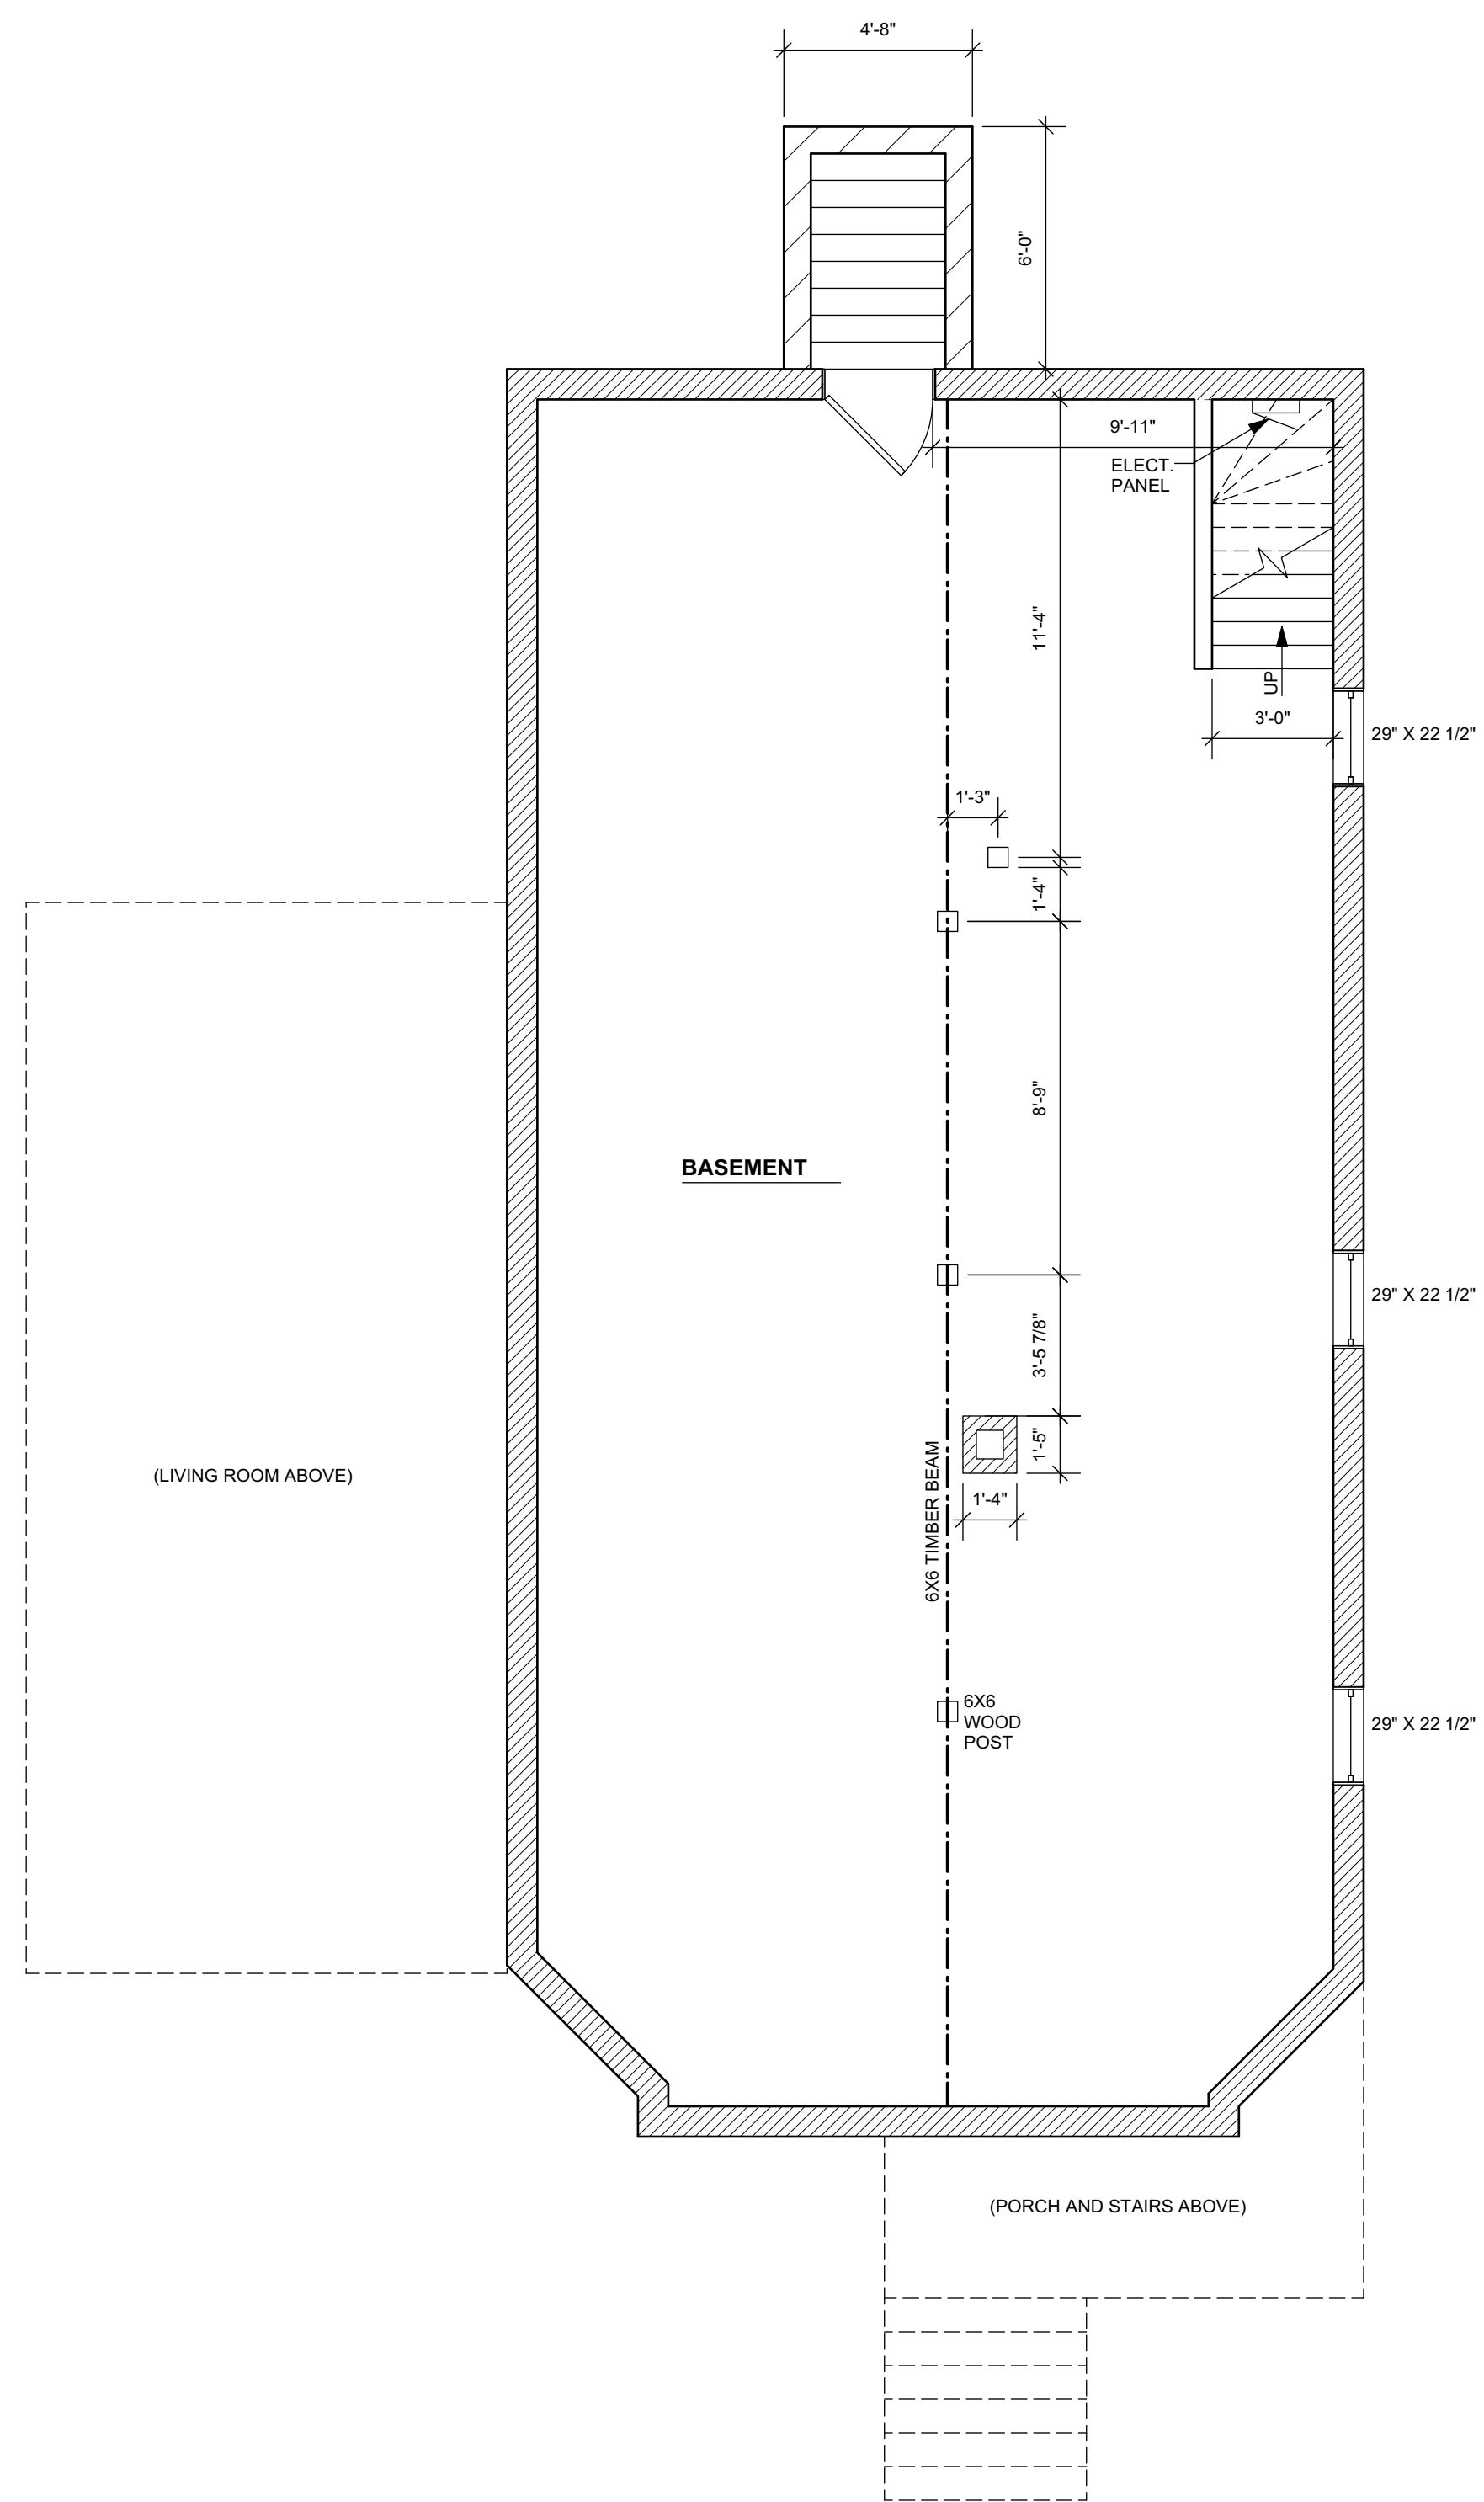 4'-8"
6'-0"
9'-11"
ELECT.
PANEL
11'-4"
UP
3'-0"
29" X 22 1/2"
1'-3"
1'-4"
8'-9"
BASEMENT
29" X 22 1/2"
3'-5 7/8"
1'-5"
(LIVING ROOM ABOVE)
1'-4"
6X6 TIMBER BEAM
6X6
WOOD
POST
29" X 22 1/2"
(PORCH AND STAIRS ABOVE)